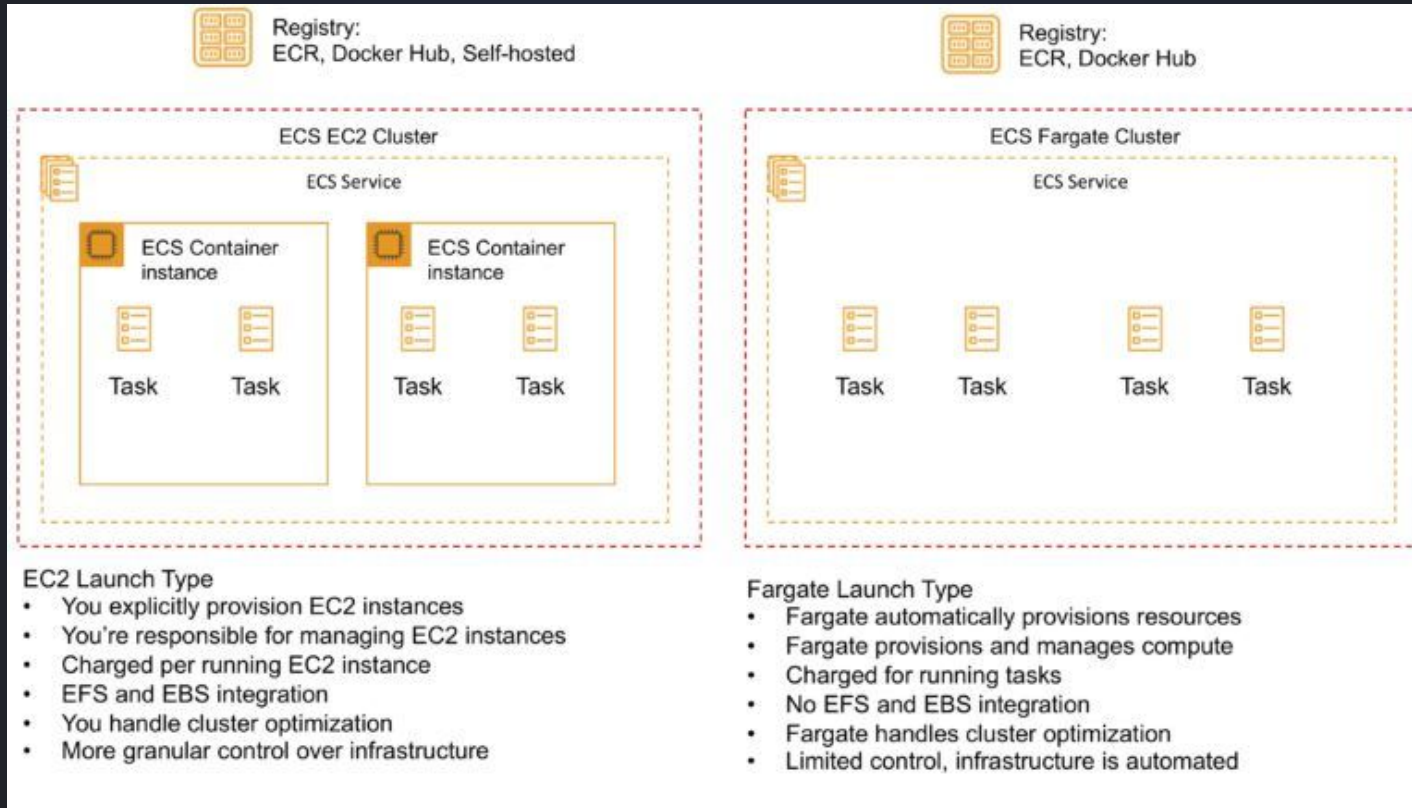 Registry:
ECR, Docker Hub, Self-hosted
ECS EC2 Cluster
ECS Service
ECS Container
instance
Task
Task
ECS Container
instance
Task
Task
EC2 Launch Type
• You explicitly provision EC2 instances
• You're responsible for managing EC2 instances
• Charged per running EC2 instance
• EFS and EBS integration
• You handle cluster optimization
• More granular control over infrastructure
Registry:
ECR, Docker Hub
ECS Fargate Cluster
ECS Service
Task
Task
Task
Task
Fargate Launch Type
• Fargate automatically provisions resources
• Fargate provisions and manages compute
• Charged for running tasks
• No EFS and EBS integration
• Fargate handles cluster optimization
• Limited control, infrastructure is automated